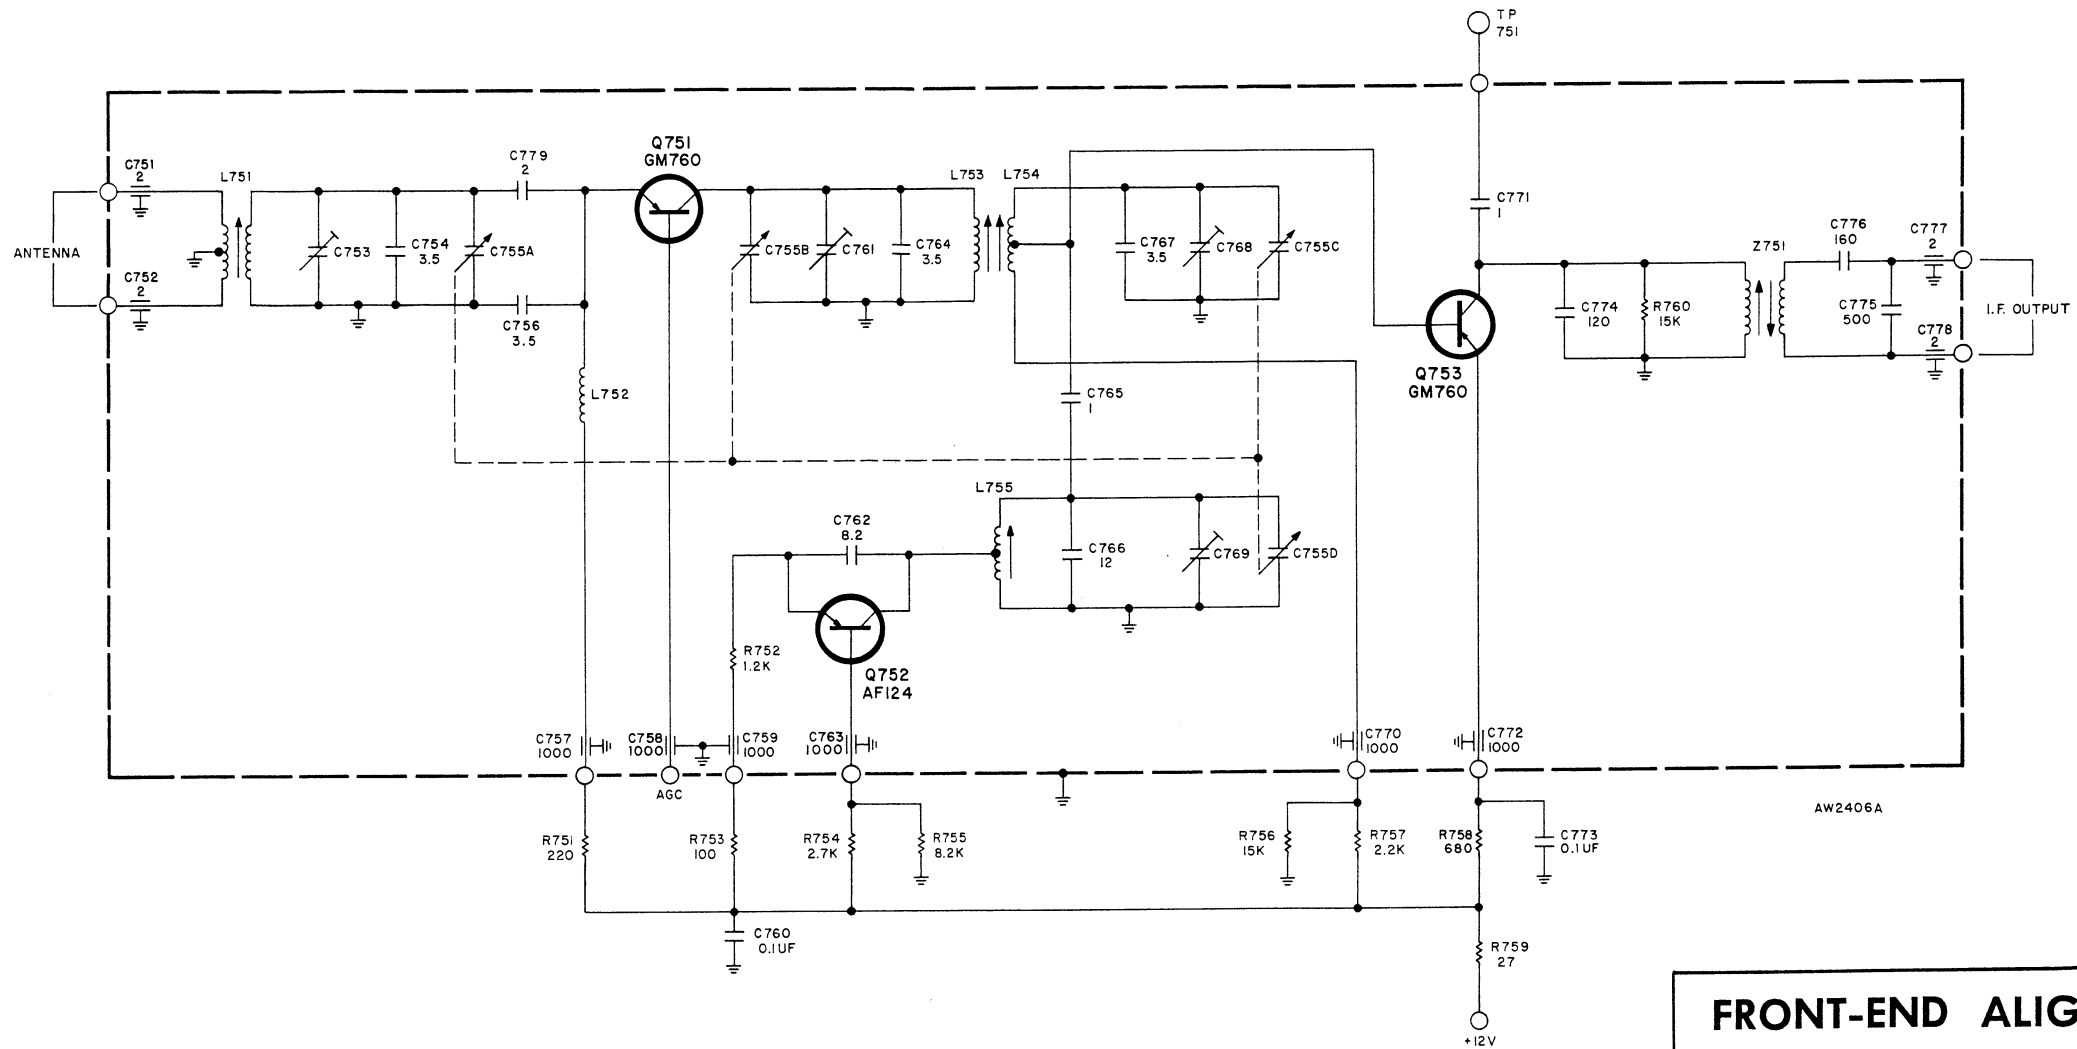 TP
751
Q751
GM760
C779
2
C751
2
L751
L753
L754
C771
1
C776
160
C777
2
Z751
ANTENNA
C753
C754
3.5
C755A
C755B
C761
C764
3.5
C767
3.5
C768
C755C
C752
2
C756
3.5
C774
120
R760
15K
C775
500
I.F. OUTPUT
C778
2
Q753
GM760
L752
C765
1
L755
C762
8.2
C766
12
C769
C755D
R752
1.2K
Q752
AF124
C757
1000
C758
1000
C759
1000
C763
1000
C770
1000
C772
1000
AGC
AW2406A
R751
220
R753
100
R754
2.7K
R755
8.2K
R756
15K
R757
2.2K
R758
680
C773
0.1UF
C760
0.1UF
R759
27
+12V
FRONT-END ALIG